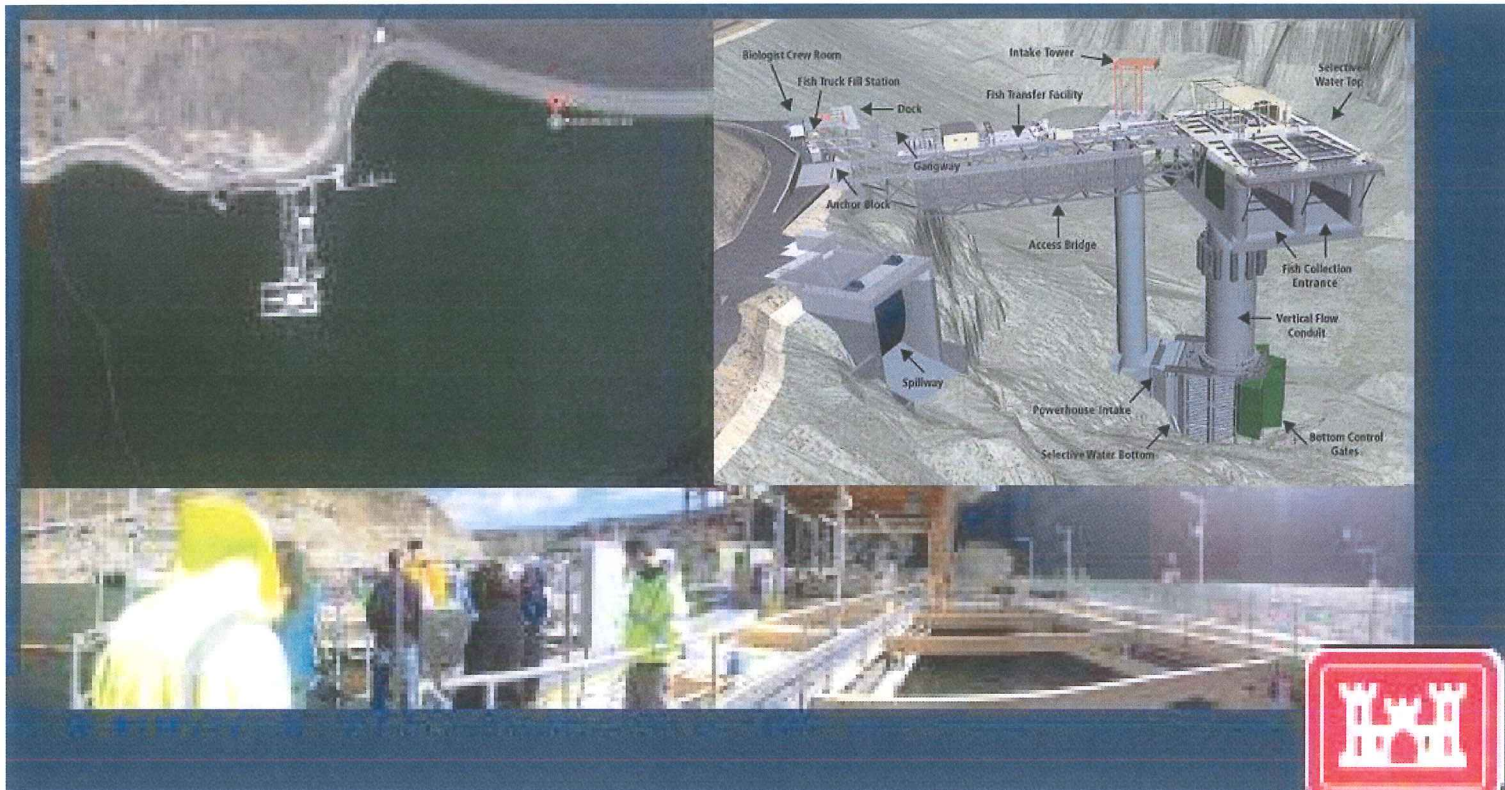 Biologist Crew Room
Fish Truck Fill Station
Dock
Gangway
Anchor Block
Intake Tower
Fish Transfer Facility
Selective
Water Top
Access Bridge
Fish Collection
Entrance
Vertical Flow
Conduit
Spillway
Powerhouse Intake
Selective Water Bottom
Bottom Control
Gates